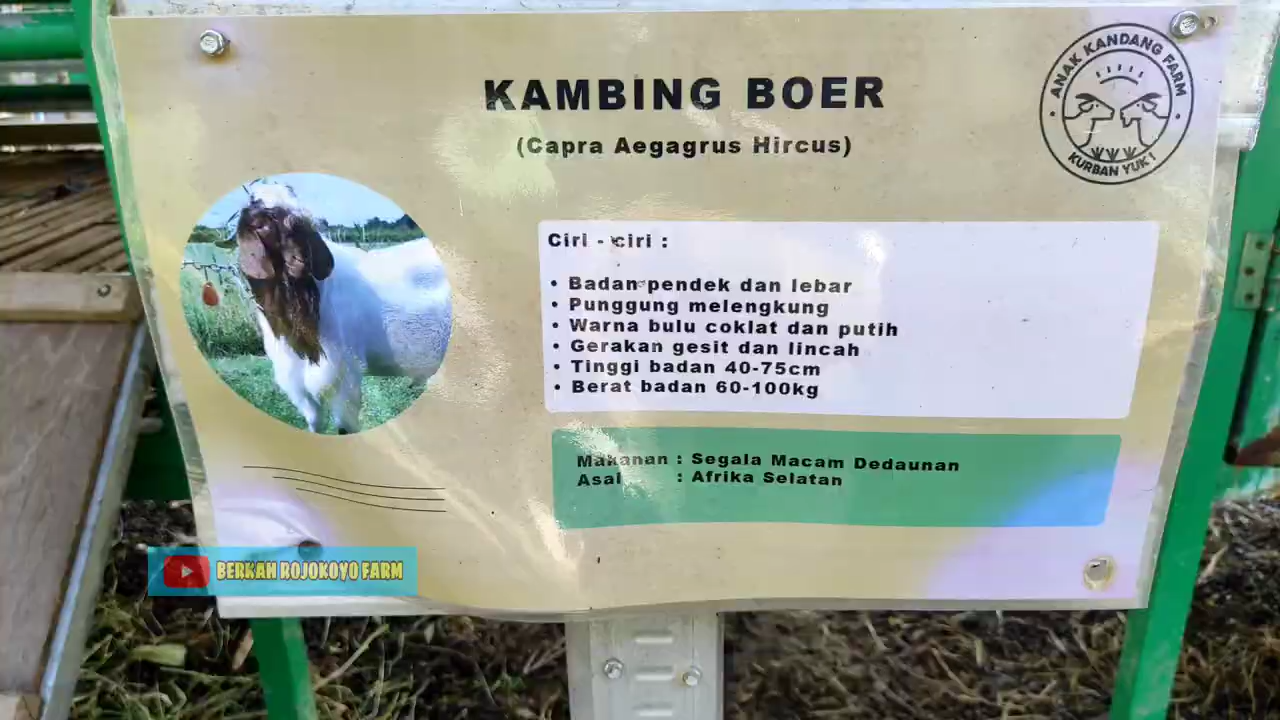 KAMBING BOER
(Capra Aegagrus Hircus)
ANAK KANDANG FARM
KURBAN YUK!
Ciri - ciri :
• Badan pendek dan lebar
• Punggung melengkung
• Warna bulu coklat dan putih
• Gerakan gesit dan lincah
• Tinggi badan 40-75cm
• Berat badan 60-100kg
Makanan : Segala Macam Dedaunan
Asal : Afrika Selatan
BERKAH ROJOKOYO FARM